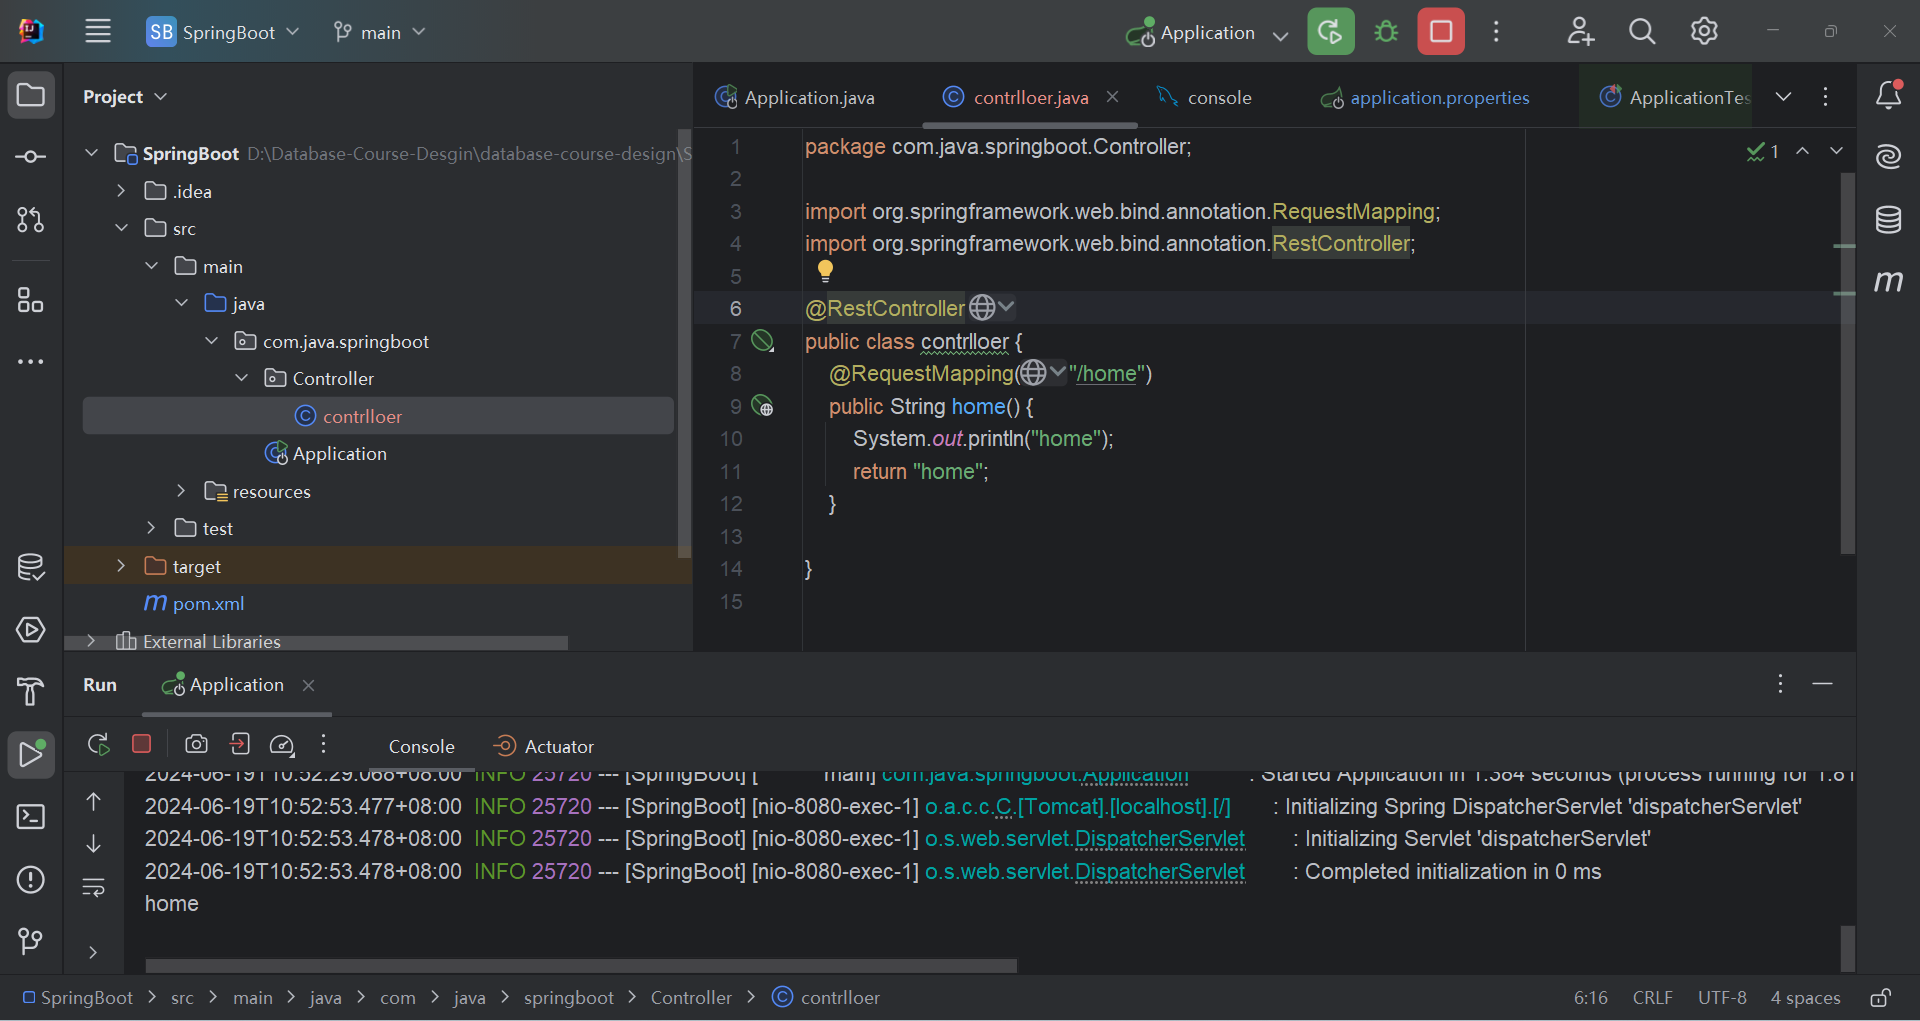 SB SpringBoot main Application
Project
SpringBoot D:\Database-Course-Desgin\database-course-design\S
.idea
src
main
java
com.java.springboot
Controller
contrlloer
Application
resources
test
target
m pom.xml
External Libraries
Application.java contrlloer.java console application.properties ApplicationTes
1 package com.java.springboot.Controller;
2
3 import org.springframework.web.bind.annotation.RequestMapping;
4 import org.springframework.web.bind.annotation.RestController;
5
6 @RestController
7 public class contrlloer {
8 @RequestMapping("/home")
9 public String home() {
10 System.out.println("home");
11 return "home";
12 }
13
14 }
15
1
m
Run Application
Console Actuator
2024-06-19T10:52:29.068+08:00 INFO 25720 --- [SpringBoot] [ main] com.java.springboot.Application : Started Application in 1.384 seconds (process running for 1.81
2024-06-19T10:52:53.477+08:00 INFO 25720 --- [SpringBoot] [nio-8080-exec-1] o.a.c.c.C.[Tomcat].[localhost].[/] : Initializing Spring DispatcherServlet 'dispatcherServlet'
2024-06-19T10:52:53.478+08:00 INFO 25720 --- [SpringBoot] [nio-8080-exec-1] o.s.web.servlet.DispatcherServlet : Initializing Servlet 'dispatcherServlet'
2024-06-19T10:52:53.478+08:00 INFO 25720 --- [SpringBoot] [nio-8080-exec-1] o.s.web.servlet.DispatcherServlet : Completed initialization in 0 ms
home
SpringBoot > src > main > java > com > java > springboot > Controller > contrlloer 6:16 CRLF UTF-8 4 spaces